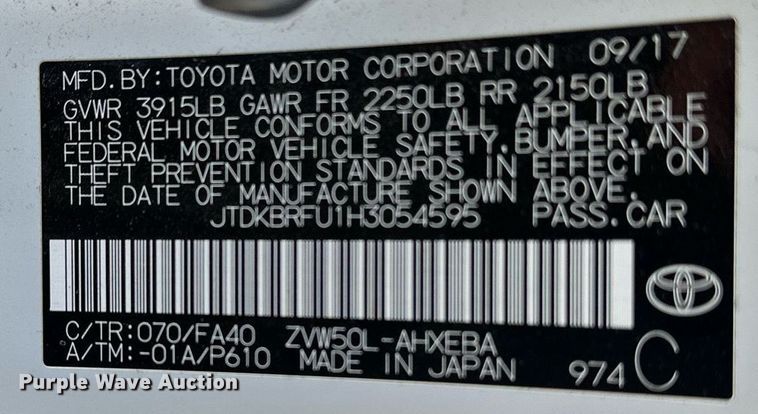 MFD. BY: TOYOTA MOTOR CORPORATION 09/17
GVWR 3915LB GAWR FR 2250LB RR 2150LB
THIS VEHICLE CONFORMS TO ALL APPLICABLE
FEDERAL MOTOR VEHICLE SAFETY, BUMPER, AND
THEFT PREVENTION STANDARDS IN EFFECT ON
THE DATE OF MANUFACTURE SHOWN ABOVE.
JTDKBRFU1H3054595 PASS. CAR
C/TR: 070/FA40 ZVW50L-AHXEBA
A/TM: -01A/P610 MADE IN JAPAN 974 C
Purple Wave Auction